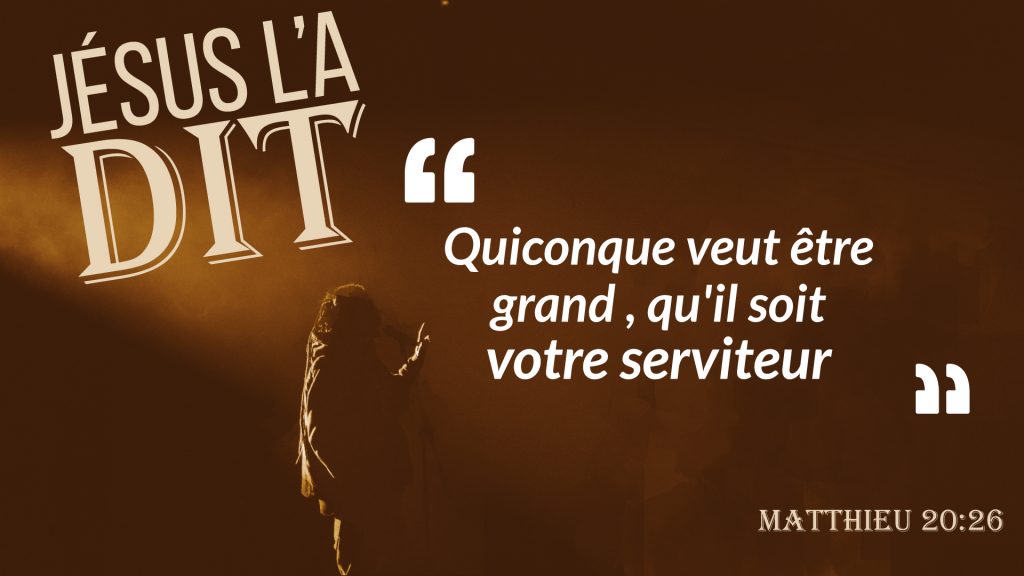 JÉSUS L'A
DIT
“
Quiconque veut être
grand , qu'il soit
votre serviteur
”
MATTHIEU 20:26